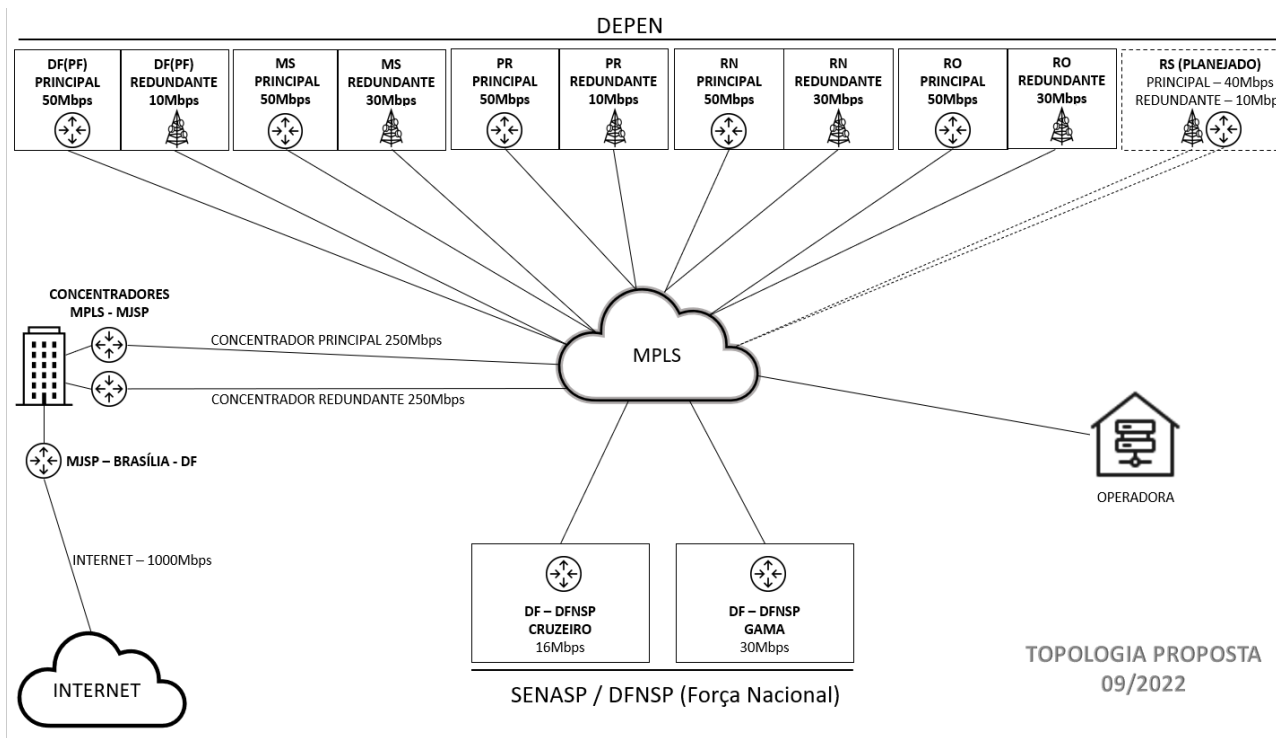 DEPEN
DF(PF)
PRINCIPAL
50Mbps
DF(PF)
REDUNDANTE
10Mbps
MS
PRINCIPAL
50Mbps
MS
REDUNDANTE
30Mbps
PR
PRINCIPAL
50Mbps
PR
REDUNDANTE
10Mbps
RN
PRINCIPAL
50Mbps
RN
REDUNDANTE
30Mbps
RO
PRINCIPAL
50Mbps
RO
REDUNDANTE
30Mbps
RS (PLANEJADO)
PRINCIPAL – 40Mbps
REDUNDANTE – 10Mbp
CONCENTRADORES
MPLS - MJSP
CONCENTRADOR PRINCIPAL 250Mbps
CONCENTRADOR REDUNDANTE 250Mbps
MPLS
MJSP – BRASÍLIA - DF
OPERADORA
INTERNET – 1000Mbps
INTERNET
DF – DFNSP
CRUZEIRO
16Mbps
DF – DFNSP
GAMA
30Mbps
SENASP / DFNSP (Força Nacional)
TOPOLOGIA PROPOSTA
09/2022